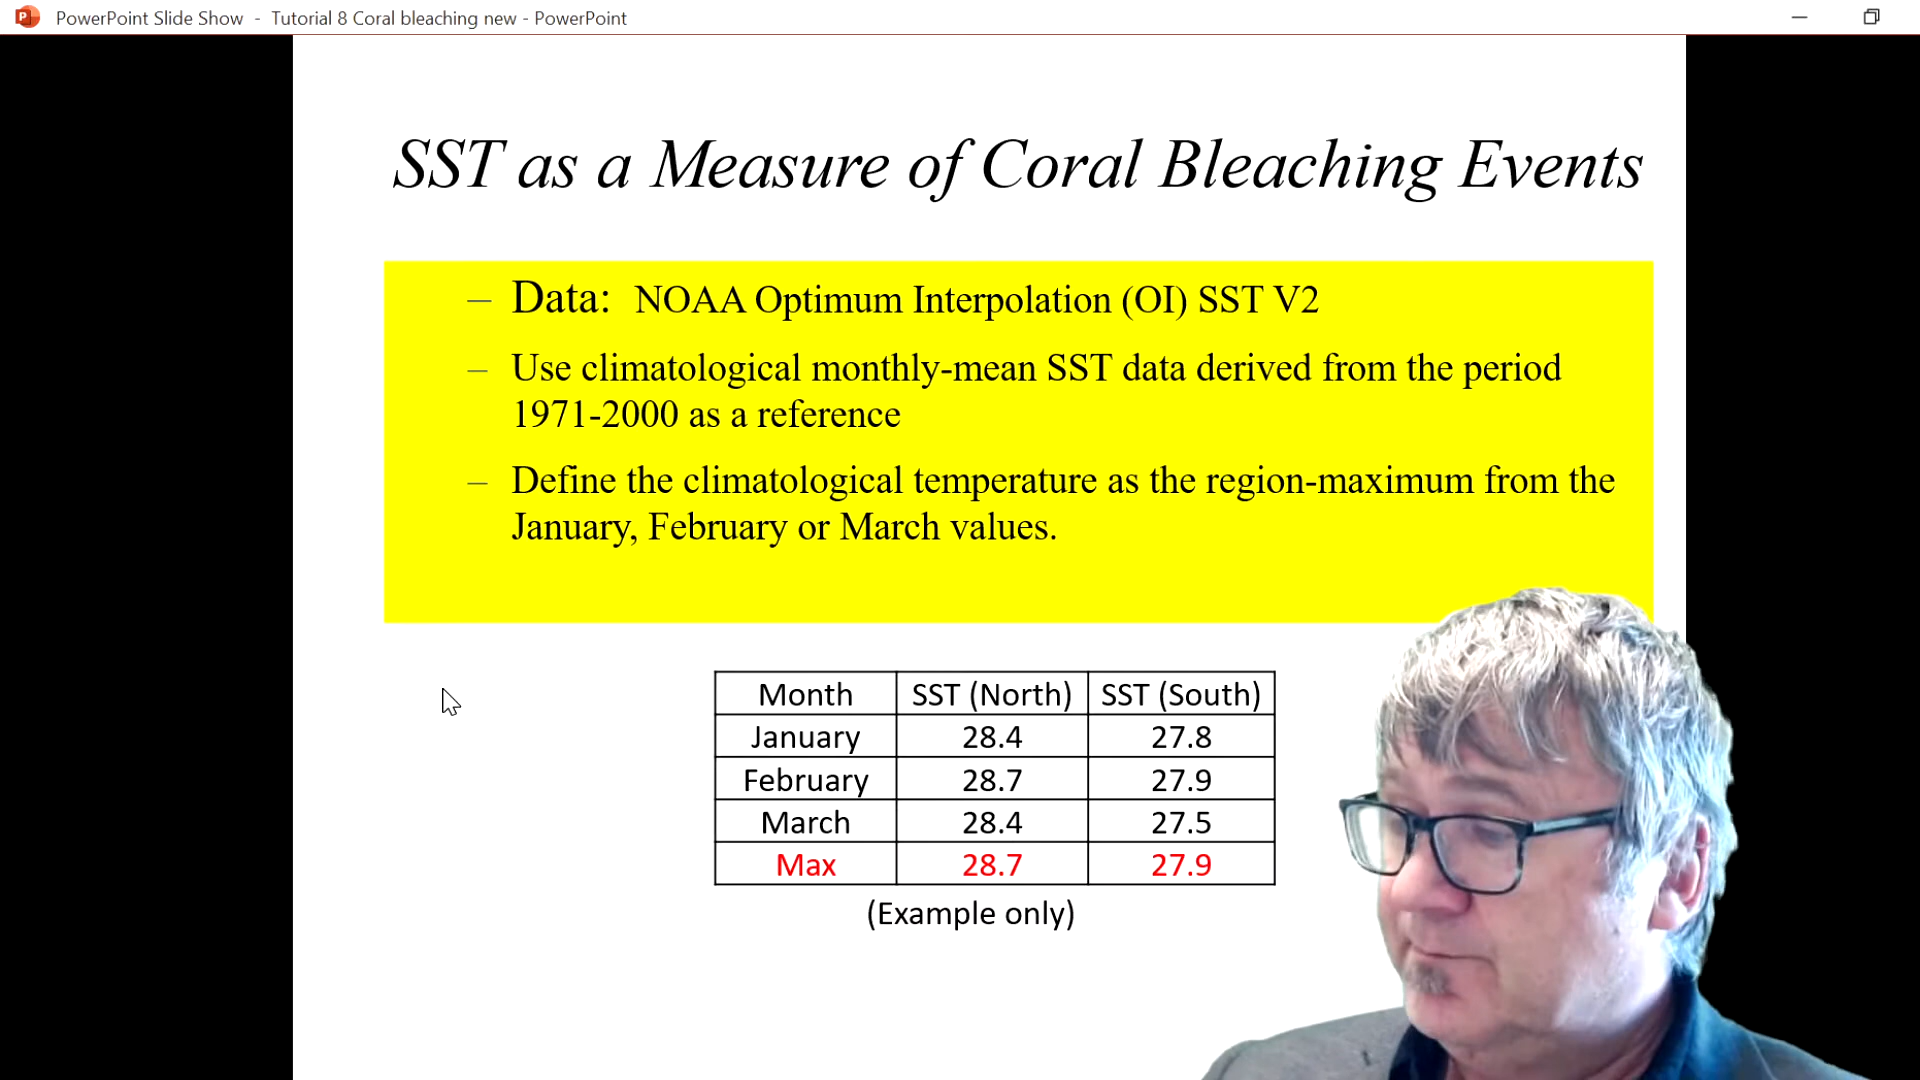 PowerPoint Slide Show - Tutorial 8 Coral bleaching new - PowerPoint
SST as a Measure of Coral Bleaching Events
– Data: NOAA Optimum Interpolation (OI) SST V2
– Use climatological monthly-mean SST data derived from the period
1971-2000 as a reference
– Define the climatological temperature as the region-maximum from the
January, February or March values.
Month SST (North) SST (South)
January 28.4 27.8
February 28.7 27.9
March 28.4 27.5
Max 28.7 27.9
(Example only)